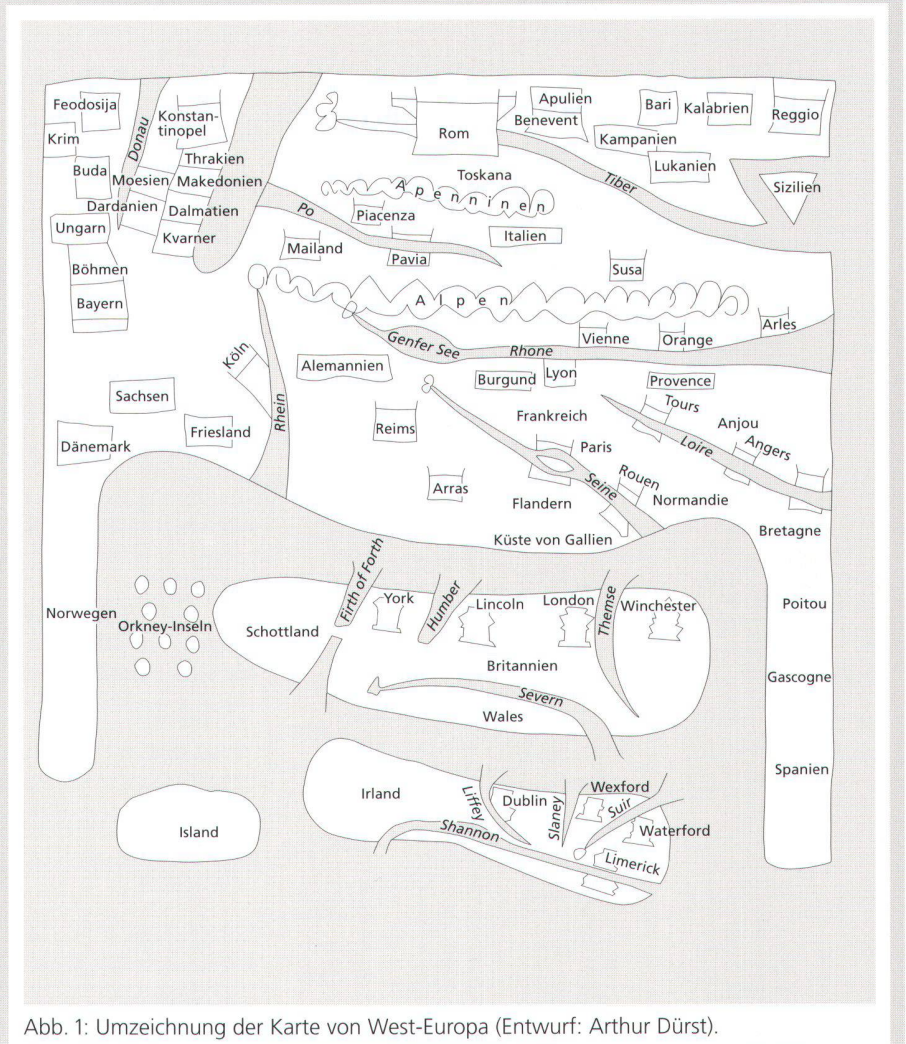 Feodosija
Krim
Donau
Konstan-
tinopel
Thrakien
Buda
Moesien
Makedonien
Dardanien
Dalmatien
Ungarn
Kvarner
Böhmen
Bayern
Rom
Apulien
Benevent
Bari
Kalabrien
Reggio
Kampanien
Lukanien
Sizilien
Tiber
Toskana
Apenninen
Po
Piacenza
Italien
Mailand
Pavia
Susa
Alpen
Genfer See
Rhone
Vienne
Orange
Arles
Köln
Alemannien
Burgund
Lyon
Provence
Sachsen
Rhein
Reims
Frankreich
Tours
Anjou
Friesland
Dänemark
Paris
Loire
Angers
Arras
Seine
Rouen
Flandern
Normandie
Küste von Gallien
Bretagne
Norwegen
Orkney-Inseln
Schottland
Firth of Forth
York
Humber
Lincoln
London
Themse
Winchester
Poitou
Britannien
Gascogne
Severn
Wales
Spanien
Island
Irland
Liffey
Dublin
Slaney
Wexford
Suir
Waterford
Shannon
Limerick
Abb. 1: Umzeichnung der Karte von West-Europa (Entwurf: Arthur Dürst).